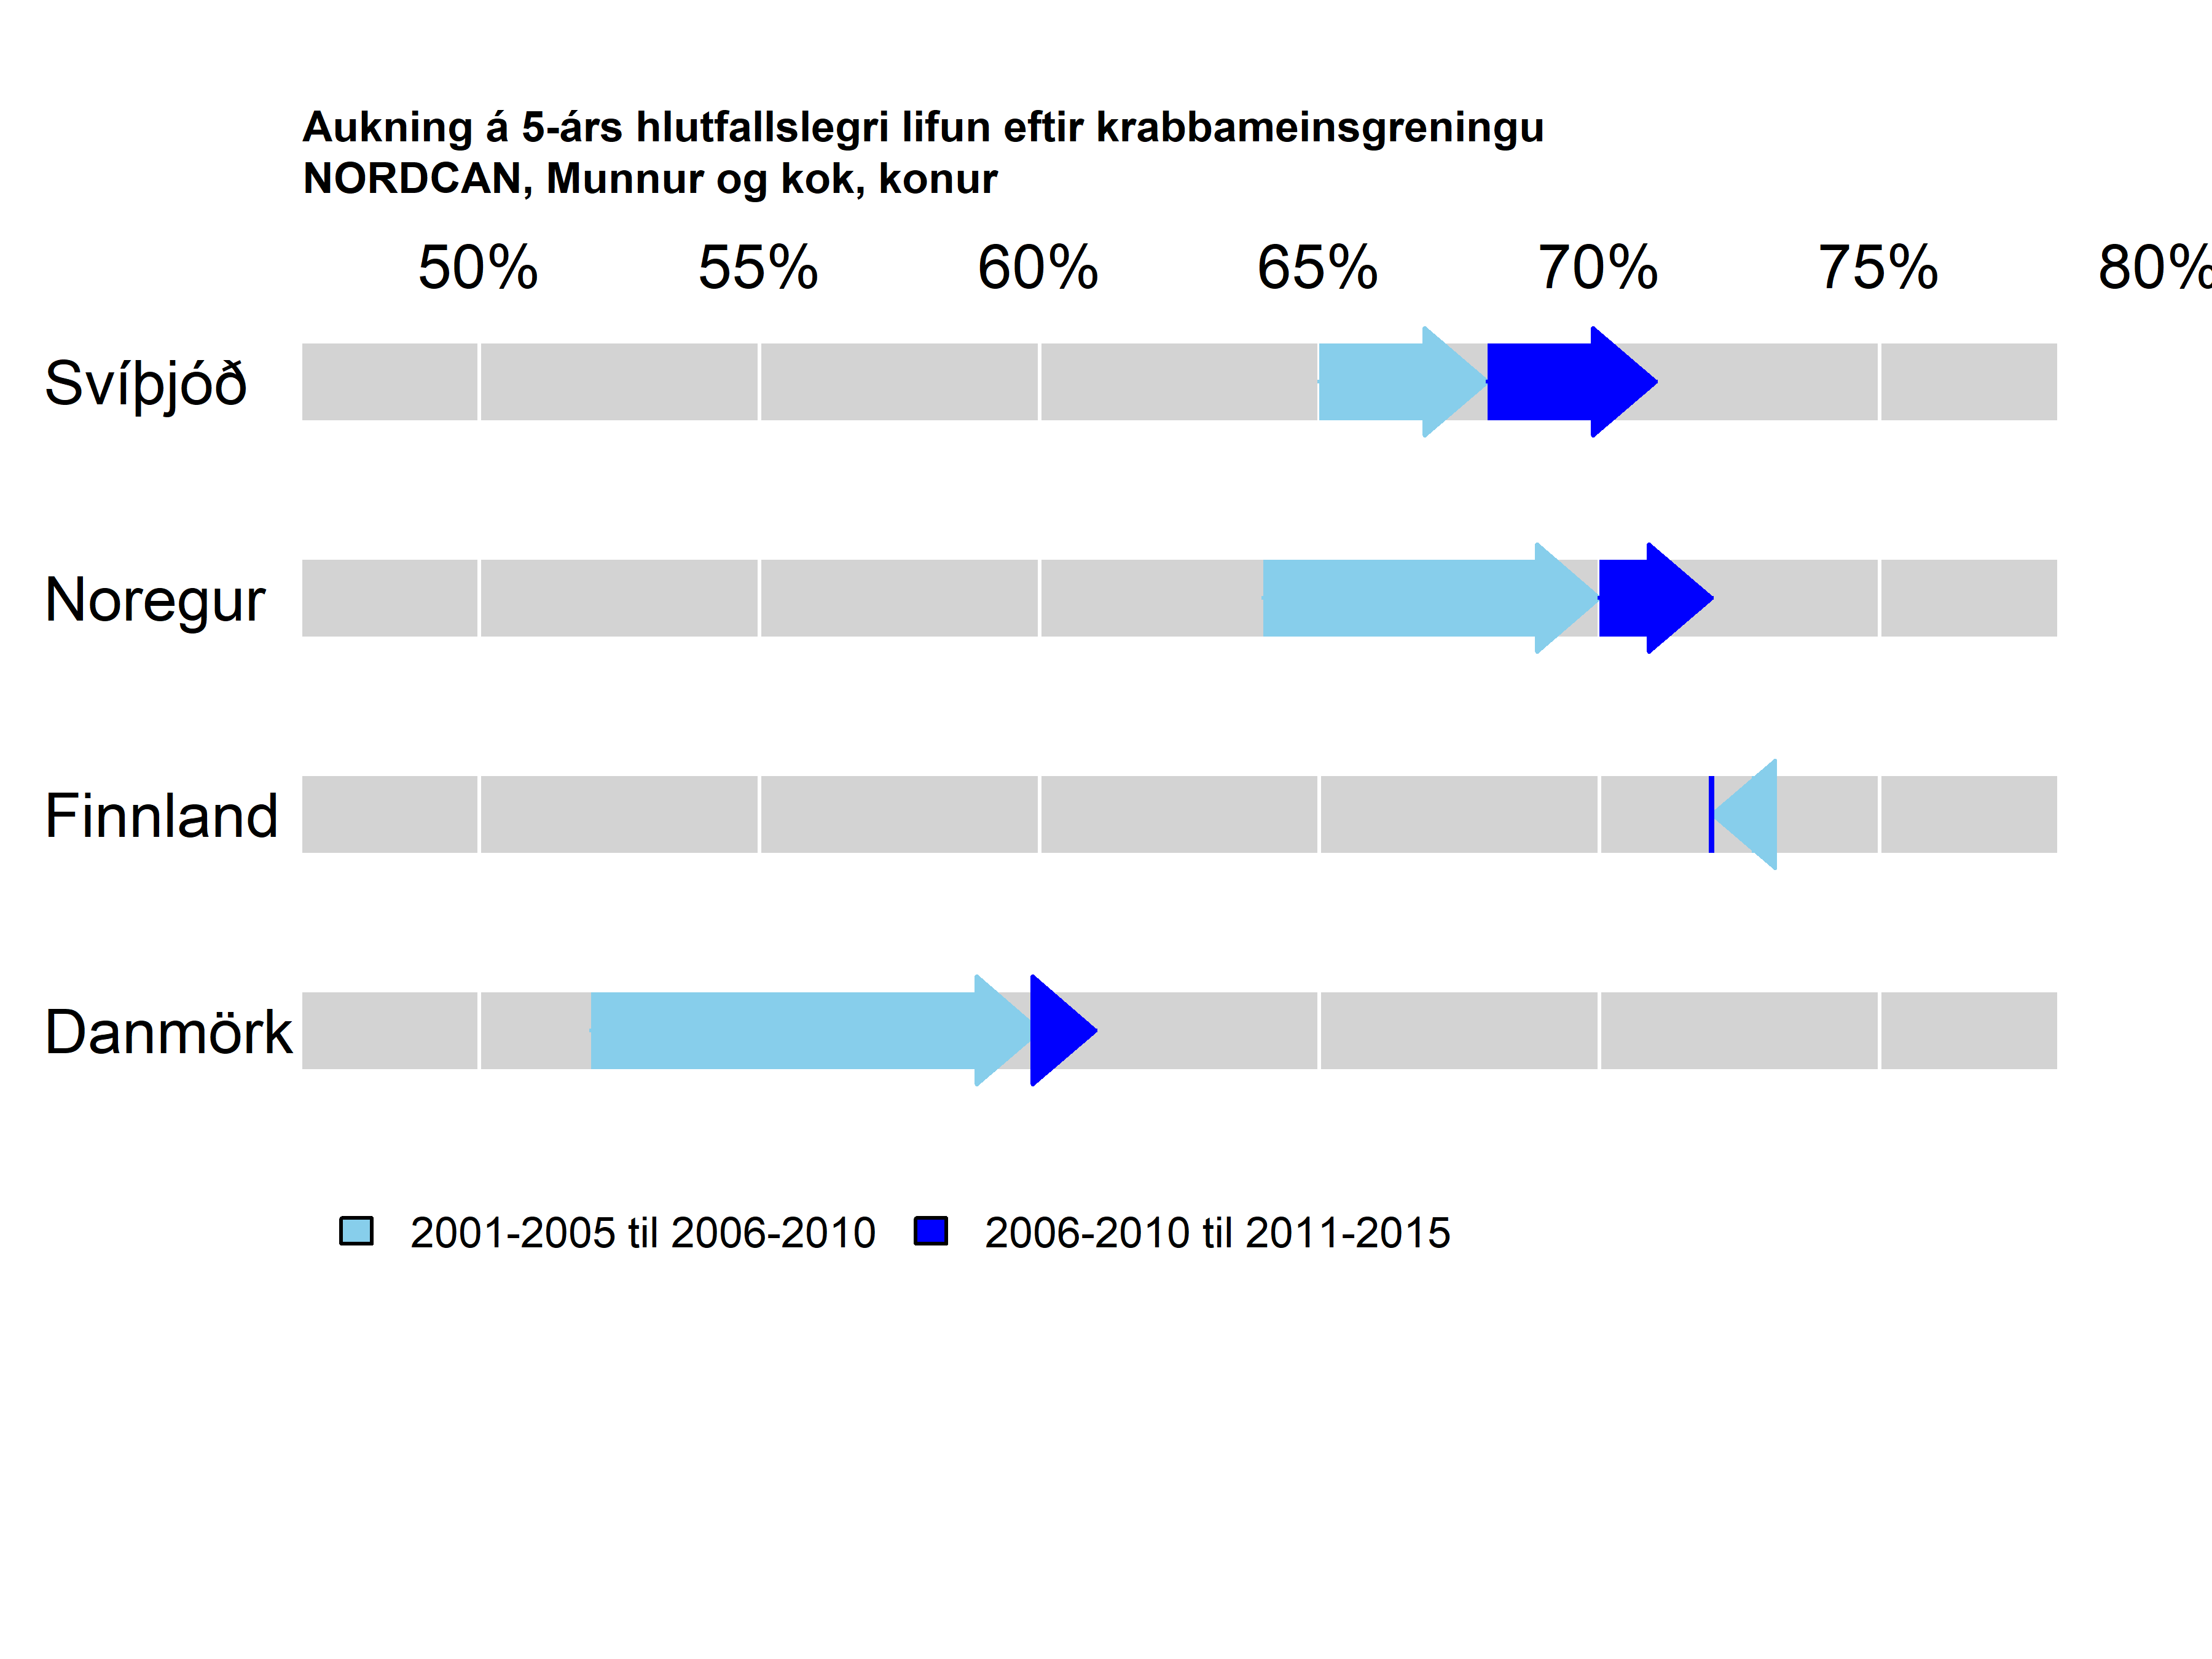 Aukning á 5-árs hlutfallslegri lifun eftir krabbameinsgreningu
NORDCAN, Munnur og kok, konur
50% 55% 60% 65% 70% 75% 80%
Svíþjóð
Noregur
Finnland
Danmörk
2001-2005 til 2006-2010 2006-2010 til 2011-2015